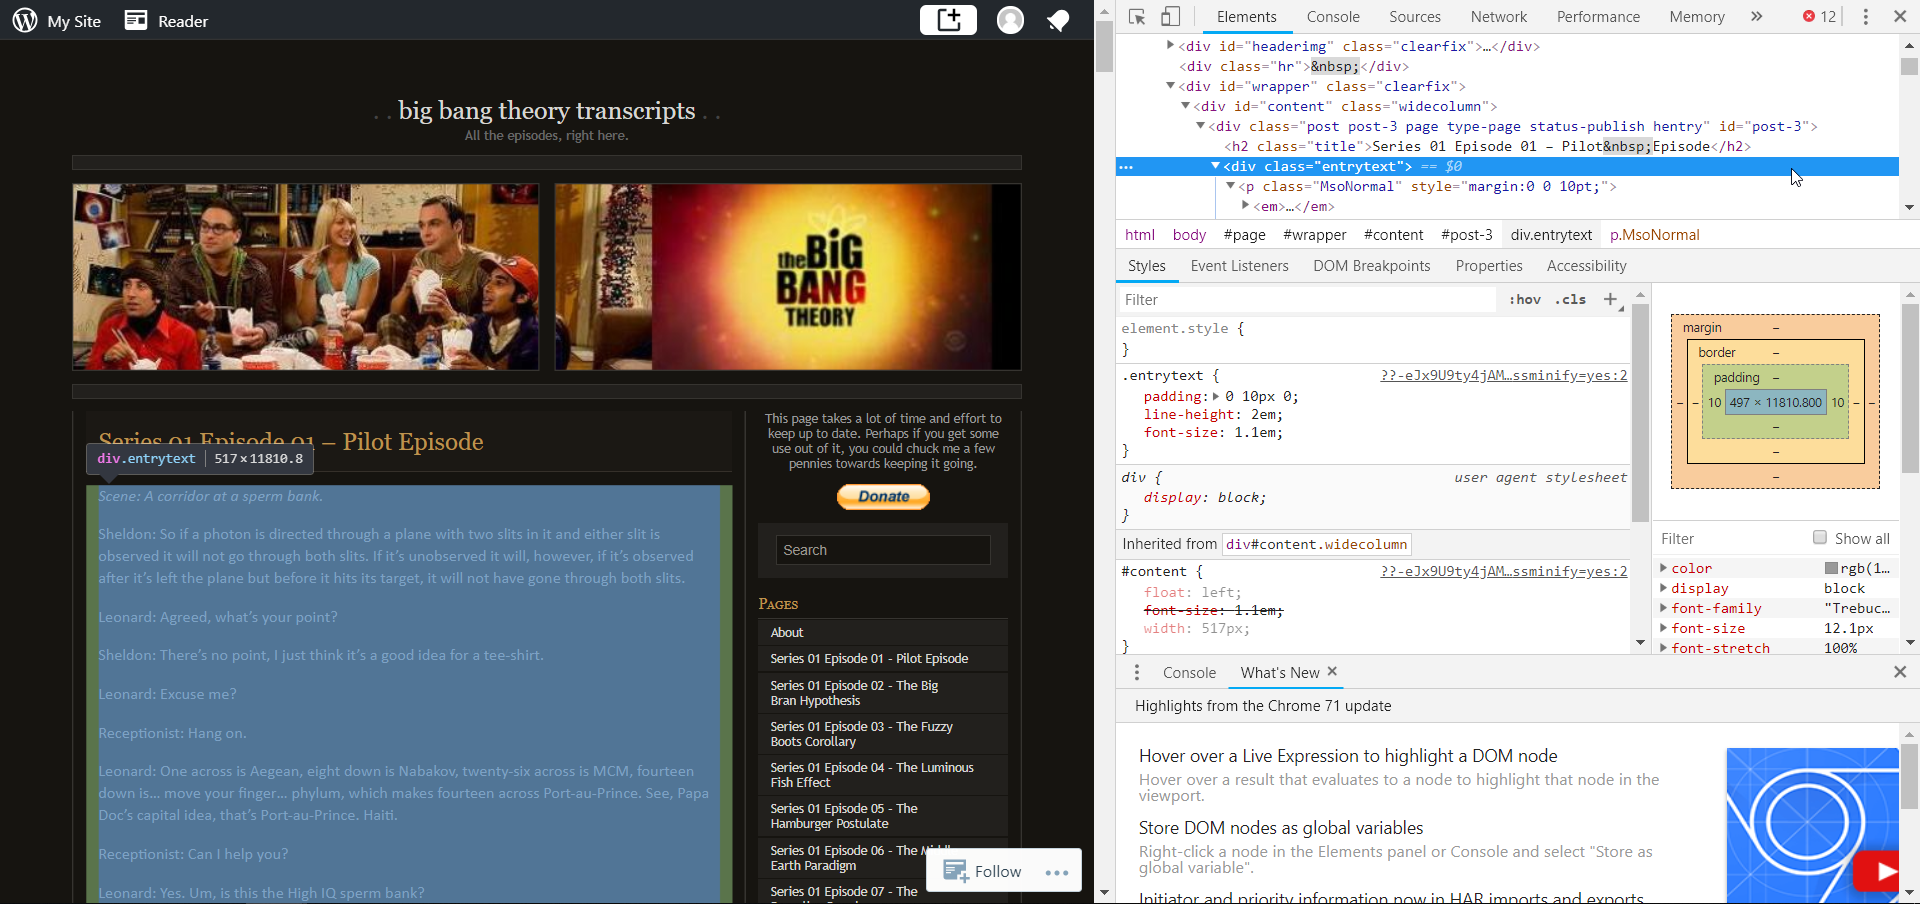 My Site
Reader
. . big bang theory transcripts . .
All the episodes, right here.
the BIG
BANG
THEORY
Series 01 Episode 01 – Pilot Episode
div.entrytext | 517 × 11810.8
Scene: A corridor at a sperm bank.
Sheldon: So if a photon is directed through a plane with two slits in it and either slit is
observed it will not go through both slits. If it’s unobserved it will, however, if it’s observed
after it’s left the plane but before it hits its target, it will not have gone through both slits.
Leonard: Agreed, what’s your point?
Sheldon: There’s no point, I just think it’s a good idea for a tee-shirt.
Leonard: Excuse me?
Receptionist: Hang on.
Leonard: One across is Aegean, eight down is Nabakov, twenty-six across is MCM, fourteen
down is… move your finger… phylum, which makes fourteen across Port-au-Prince. See, Papa
Doc’s capital idea, that’s Port-au-Prince. Haiti.
Receptionist: Can I help you?
Leonard: Yes. Um, is this the High IQ sperm bank?
This page takes a lot of time and effort to
keep up to date. Perhaps if you get some
use out of it, you could chuck me a few
pennies towards keeping it going.
Donate
Search
Pages
About
Series 01 Episode 01 - Pilot Episode
Series 01 Episode 02 - The Big
Bran Hypothesis
Series 01 Episode 03 - The Fuzzy
Boots Corollary
Series 01 Episode 04 - The Luminous
Fish Effect
Series 01 Episode 05 - The
Hamburger Postulate
Series 01 Episode 06 - The Middle
Earth Paradigm
Series 01 Episode 07 - The
Follow
Elements
Console
Sources
Network
Performance
Memory
»
12
<div id="headerimg" class="clearfix">…</div>
<div class="hr">&nbsp;</div>
<div id="wrapper" class="clearfix">
<div id="content" class="widecolumn">
<div class="post post-3 page type-page status-publish hentry" id="post-3">
<h2 class="title">Series 01 Episode 01 – Pilot&nbsp;Episode</h2>
<div class="entrytext"> == $0
<p class="MsoNormal" style="margin:0 0 10pt;">
<em>…</em>
html body #page #wrapper #content #post-3 div.entrytext p.MsoNormal
Styles
Event Listeners
DOM Breakpoints
Properties
Accessibility
Filter
:hov .cls +
element.style {
}
.entrytext { ??-eJx9U9ty4jAM…ssminify=yes:2
padding: 0 10px 0;
line-height: 2em;
font-size: 1.1em;
}
div { user agent stylesheet
display: block;
}
Inherited from div#content.widecolumn
#content { ??-eJx9U9ty4jAM…ssminify=yes:2
float: left;
font-size: 1.1em;
width: 517px;
}
margin –
border –
padding –
– – 10 497 × 11810.800 10 – –
–
–
–
Filter
Show all
color rgb(1…
display block
font-family "Trebuc…
font-size 12.1px
font-stretch 100%
Console
What's New
Highlights from the Chrome 71 update
Hover over a Live Expression to highlight a DOM node
Hover over a result that evaluates to a node to highlight that node in the
viewport.
Store DOM nodes as global variables
Right-click a node in the Elements panel or Console and select "Store as
global variable".
Initiator and priority information now in HAR imports and exports